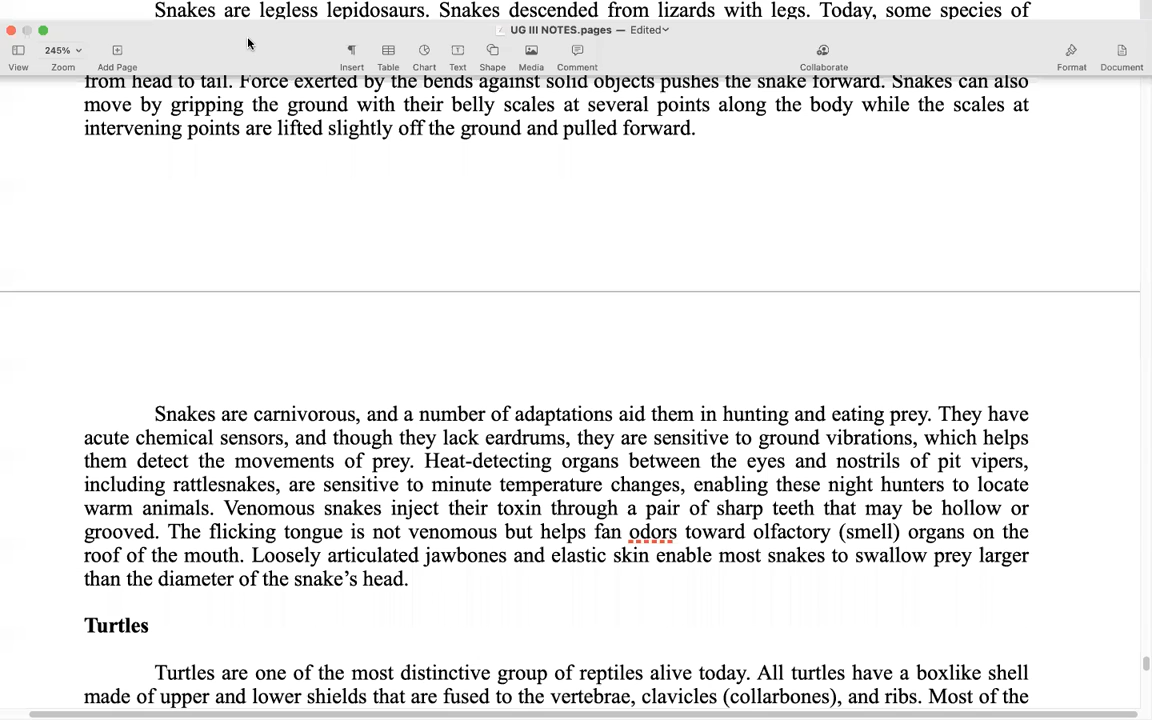 Snakes are legless lepidosaurs. Snakes descended from lizards with legs. Today, some species of
UG III NOTES.pages — Edited
245%
View Zoom Add Page Insert Table Chart Text Shape Media Comment Collaborate Format Document
from head to tail. Force exerted by the bends against solid objects pushes the snake forward. Snakes can also
move by gripping the ground with their belly scales at several points along the body while the scales at
intervening points are lifted slightly off the ground and pulled forward.
Snakes are carnivorous, and a number of adaptations aid them in hunting and eating prey. They have
acute chemical sensors, and though they lack eardrums, they are sensitive to ground vibrations, which helps
them detect the movements of prey. Heat-detecting organs between the eyes and nostrils of pit vipers,
including rattlesnakes, are sensitive to minute temperature changes, enabling these night hunters to locate
warm animals. Venomous snakes inject their toxin through a pair of sharp teeth that may be hollow or
grooved. The flicking tongue is not venomous but helps fan odors toward olfactory (smell) organs on the
roof of the mouth. Loosely articulated jawbones and elastic skin enable most snakes to swallow prey larger
than the diameter of the snake’s head.
Turtles
Turtles are one of the most distinctive group of reptiles alive today. All turtles have a boxlike shell
made of upper and lower shields that are fused to the vertebrae, clavicles (collarbones), and ribs. Most of the